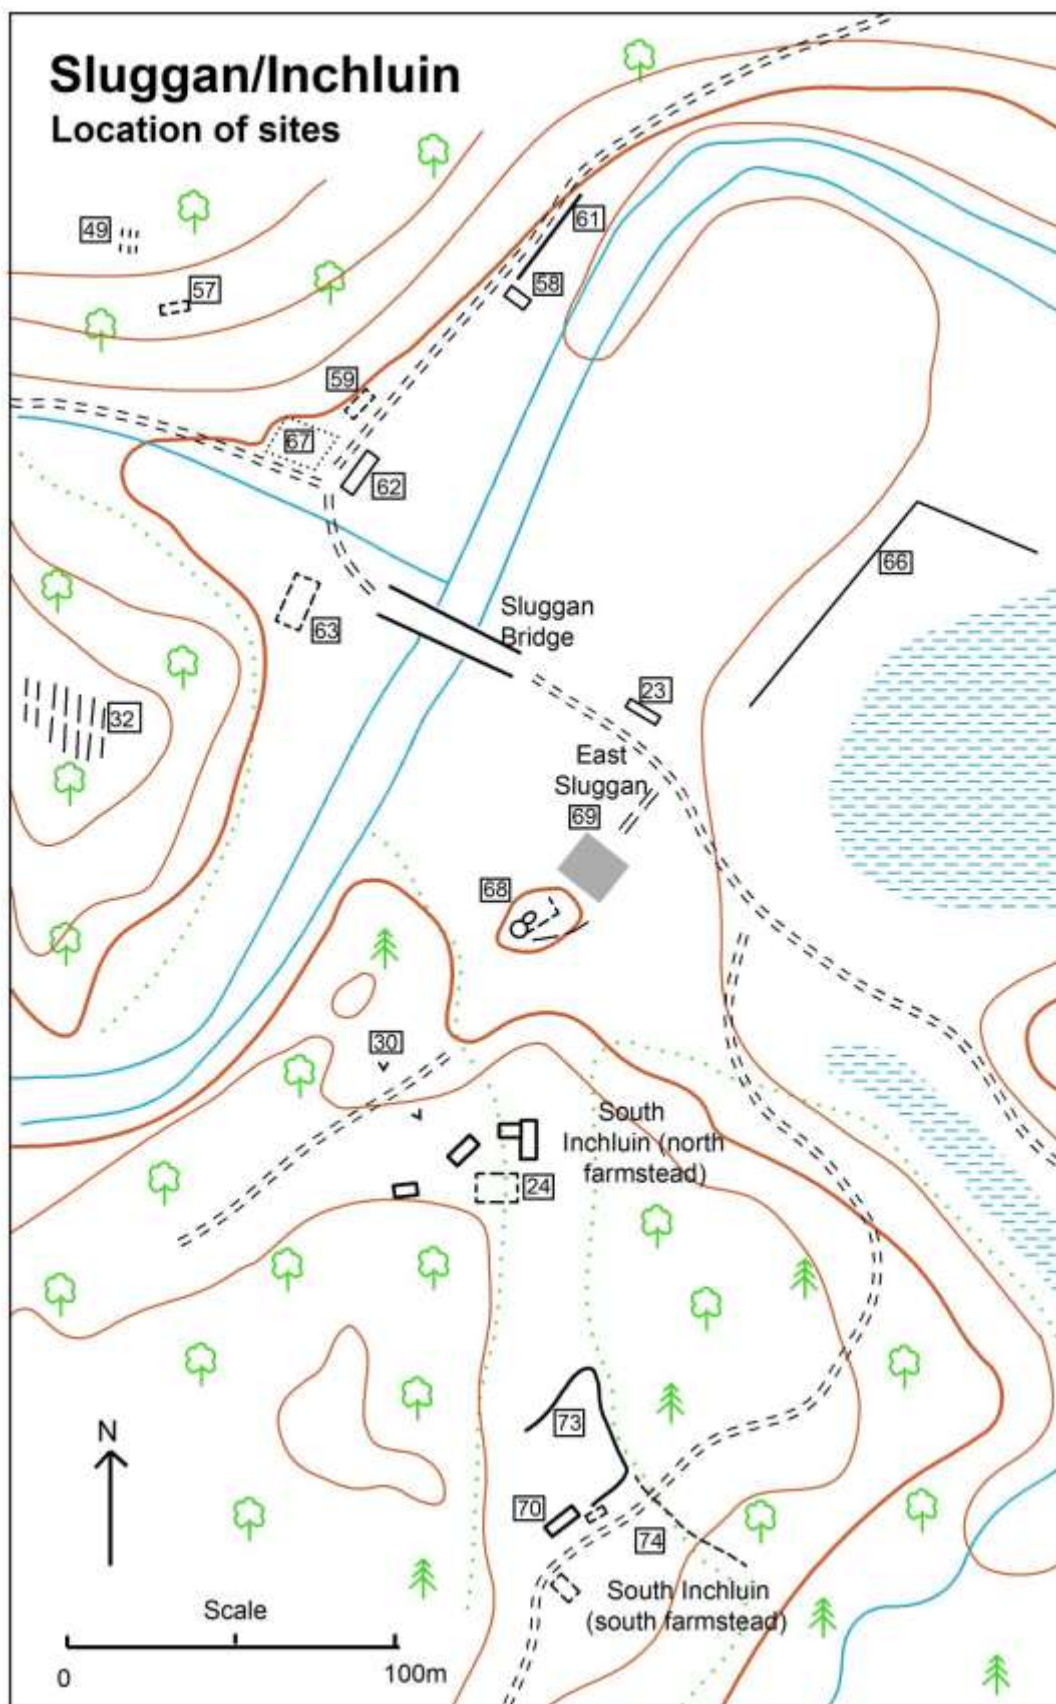 Sluggan/Inchluin
Location of sites
49
61
57
58
59
67
62
66
63
Sluggan
Bridge
23
32
East
Sluggan
69
68
30
South
Inchluin (north
farmstead)
24
73
N
70
74
South Inchluin
(south farmstead)
Scale
0
100m